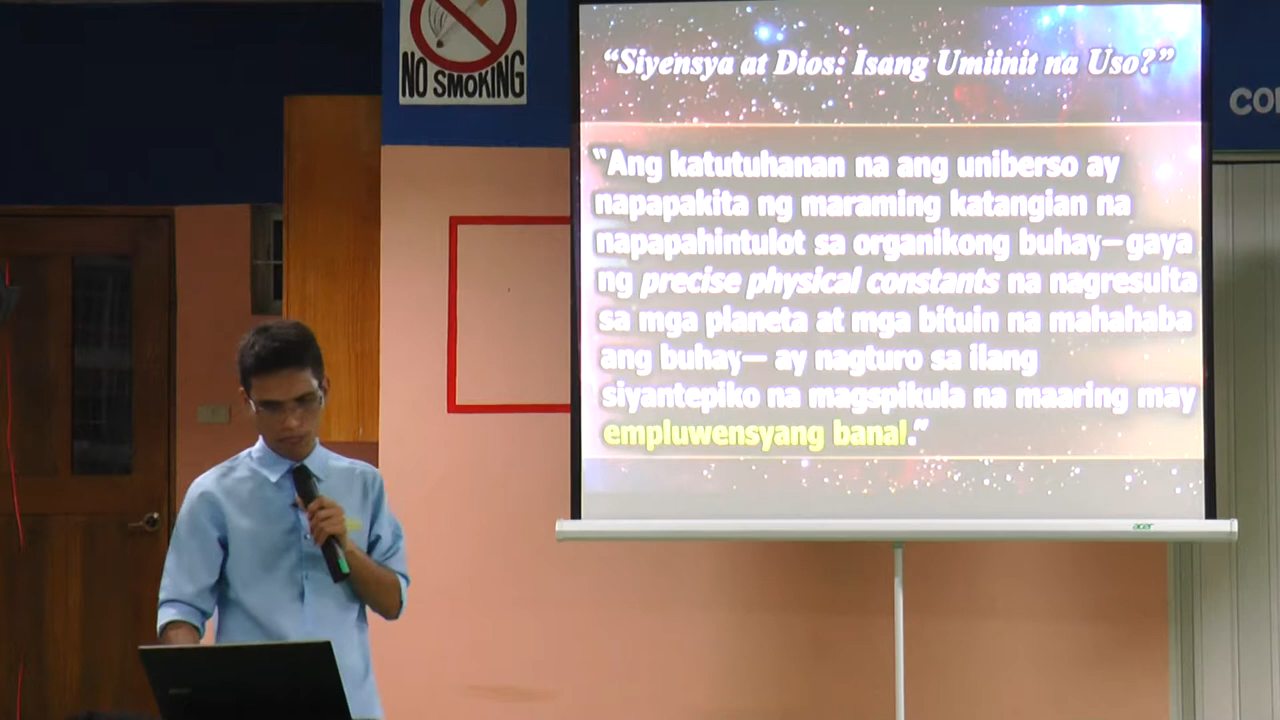 NO SMOKING
“Siyensya at Dios: Isang Umiinit na Uso?”
“Ang katutuhanan na ang uniberso ay
napapakita ng maraming katangian na
napapahintulot sa organikong buhay—gaya
ng precise physical constants na nagresulta
sa mga planeta at mga bituin na mahahaba
ang buhay— ay nagturo sa ilang
siyantepiko na magspikula na maaring may
empluwensyang banal.”
acer